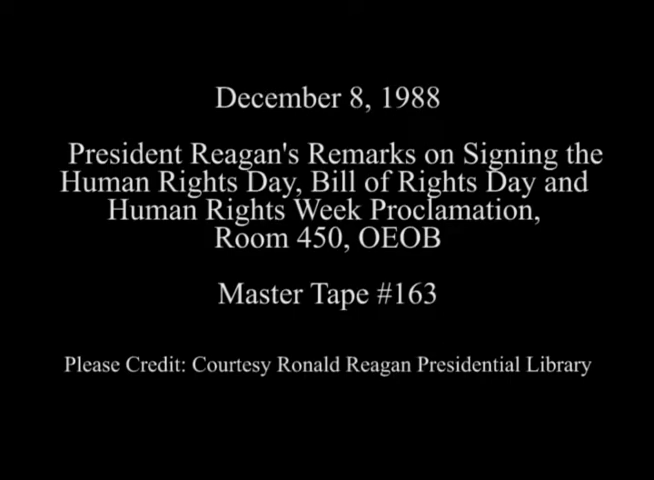 December 8, 1988
President Reagan's Remarks on Signing the
Human Rights Day, Bill of Rights Day and
Human Rights Week Proclamation,
Room 450, OEOB
Master Tape #163
Please Credit: Courtesy Ronald Reagan Presidential Library